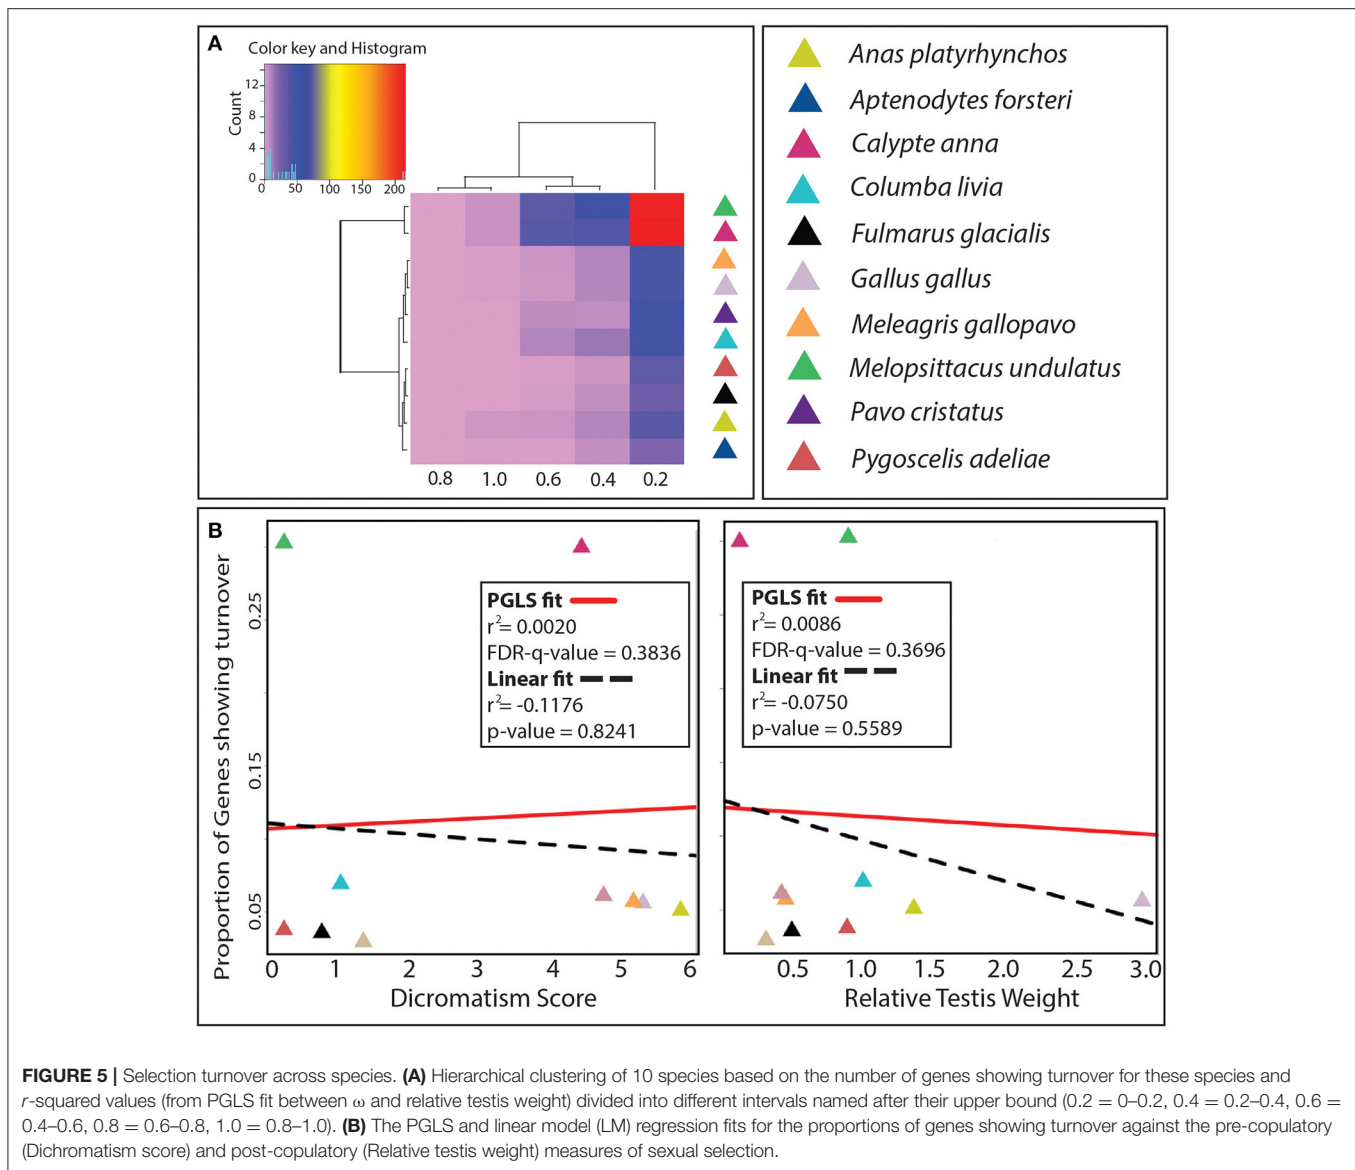 A
Color key and Histogram
Count
12
8
4
0
0 50 100 150 200
0.8 1.0 0.6 0.4 0.2
Anas platyrhynchos
Aptenodytes forsteri
Calypte anna
Columba livia
Fulmarus glacialis
Gallus gallus
Meleagris gallopavo
Melopsittacus undulatus
Pavo cristatus
Pygoscelis adeliae
B
Proportion of Genes showing turnover
0.25
0.15
0.05
PGLS fit
r²= 0.0020
FDR-q-value = 0.3836
Linear fit
r²= -0.1176
p-value = 0.8241
0 1 2 3 4 5 6
Dicromatism Score
PGLS fit
r²= 0.0086
FDR-q-value = 0.3696
Linear fit
r²= -0.0750
p-value = 0.5589
0.5 1.0 1.5 2.0 2.5 3.0
Relative Testis Weight
FIGURE 5 | Selection turnover across species. (A) Hierarchical clustering of 10 species based on the number of genes showing turnover for these species and
r-squared values (from PGLS fit between ω and relative testis weight) divided into different intervals named after their upper bound (0.2 = 0–0.2, 0.4 = 0.2–0.4, 0.6 =
0.4–0.6, 0.8 = 0.6–0.8, 1.0 = 0.8–1.0). (B) The PGLS and linear model (LM) regression fits for the proportions of genes showing turnover against the pre-copulatory
(Dichromatism score) and post-copulatory (Relative testis weight) measures of sexual selection.